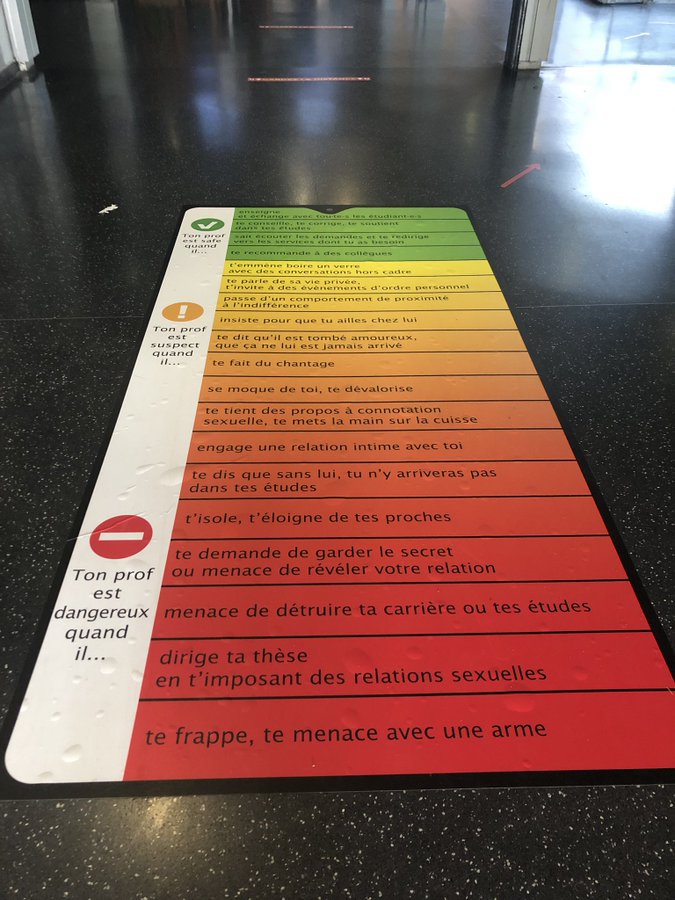 Ton prof
est safe
quand
il...
enseigne
et échange avec tou·te·s les étudiant·e·s
te conseille, te corrige, te soutient
dans tes études
sait écouter les demandes et te redirige
vers les services dont tu as besoin
te recommande à des collègues
Ton prof
est
suspect
quand
il...
t'emmène boire un verre
avec des conversations hors cadre
te parle de sa vie privée,
t'invite à des évènements d'ordre personnel
passe d'un comportement de proximité
à l'indifférence
insiste pour que tu ailles chez lui
te dit qu'il est tombé amoureux,
que ça ne lui est jamais arrivé
te fait du chantage
se moque de toi, te dévalorise
te tient des propos à connotation
sexuelle, te mets la main sur la cuisse
engage une relation intime avec toi
te dis que sans lui, tu n'y arriveras pas
dans tes études
Ton prof
est
dangereux
quand
il...
t'isole, t'éloigne de tes proches
te demande de garder le secret
ou menace de révéler votre relation
menace de détruire ta carrière ou tes études
dirige ta thèse
en t'imposant des relations sexuelles
te frappe, te menace avec une arme